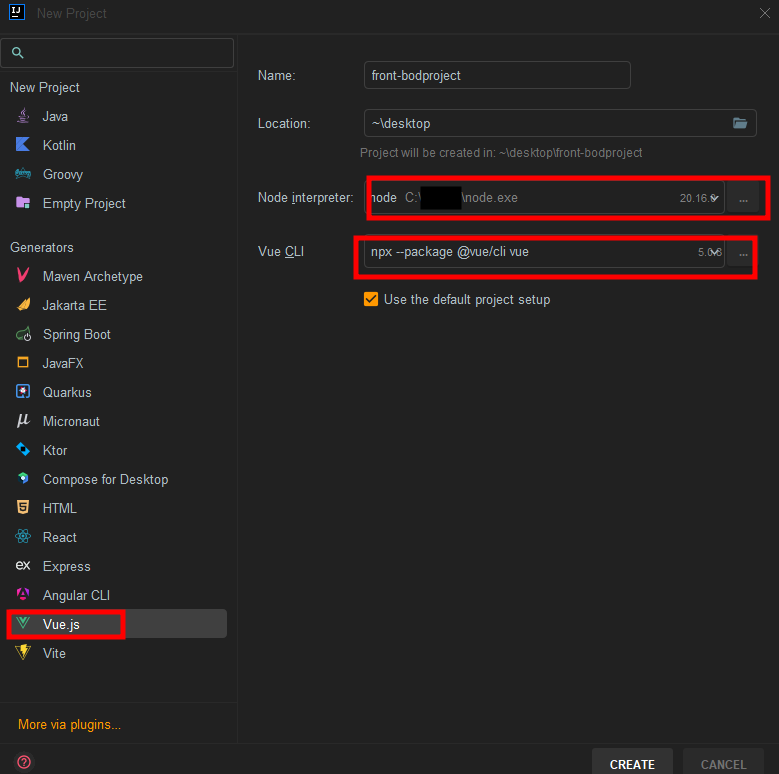 IJ
New Project
New Project
Java
Kotlin
Groovy
Empty Project
Generators
Maven Archetype
Jakarta EE
Spring Boot
JavaFX
Quarkus
μ Micronaut
Ktor
Compose for Desktop
HTML
React
ex Express
Angular CLI
Vue.js
Vite
More via plugins...
?
Name: front-bodproject
Location: ~\desktop
Project will be created in: ~\desktop\front-bodproject
Node interpreter: node C:\ \node.exe 20.16.0 ...
Vue CLI npx --package @vue/cli vue 5.0.8 ...
Use the default project setup
CREATE CANCEL